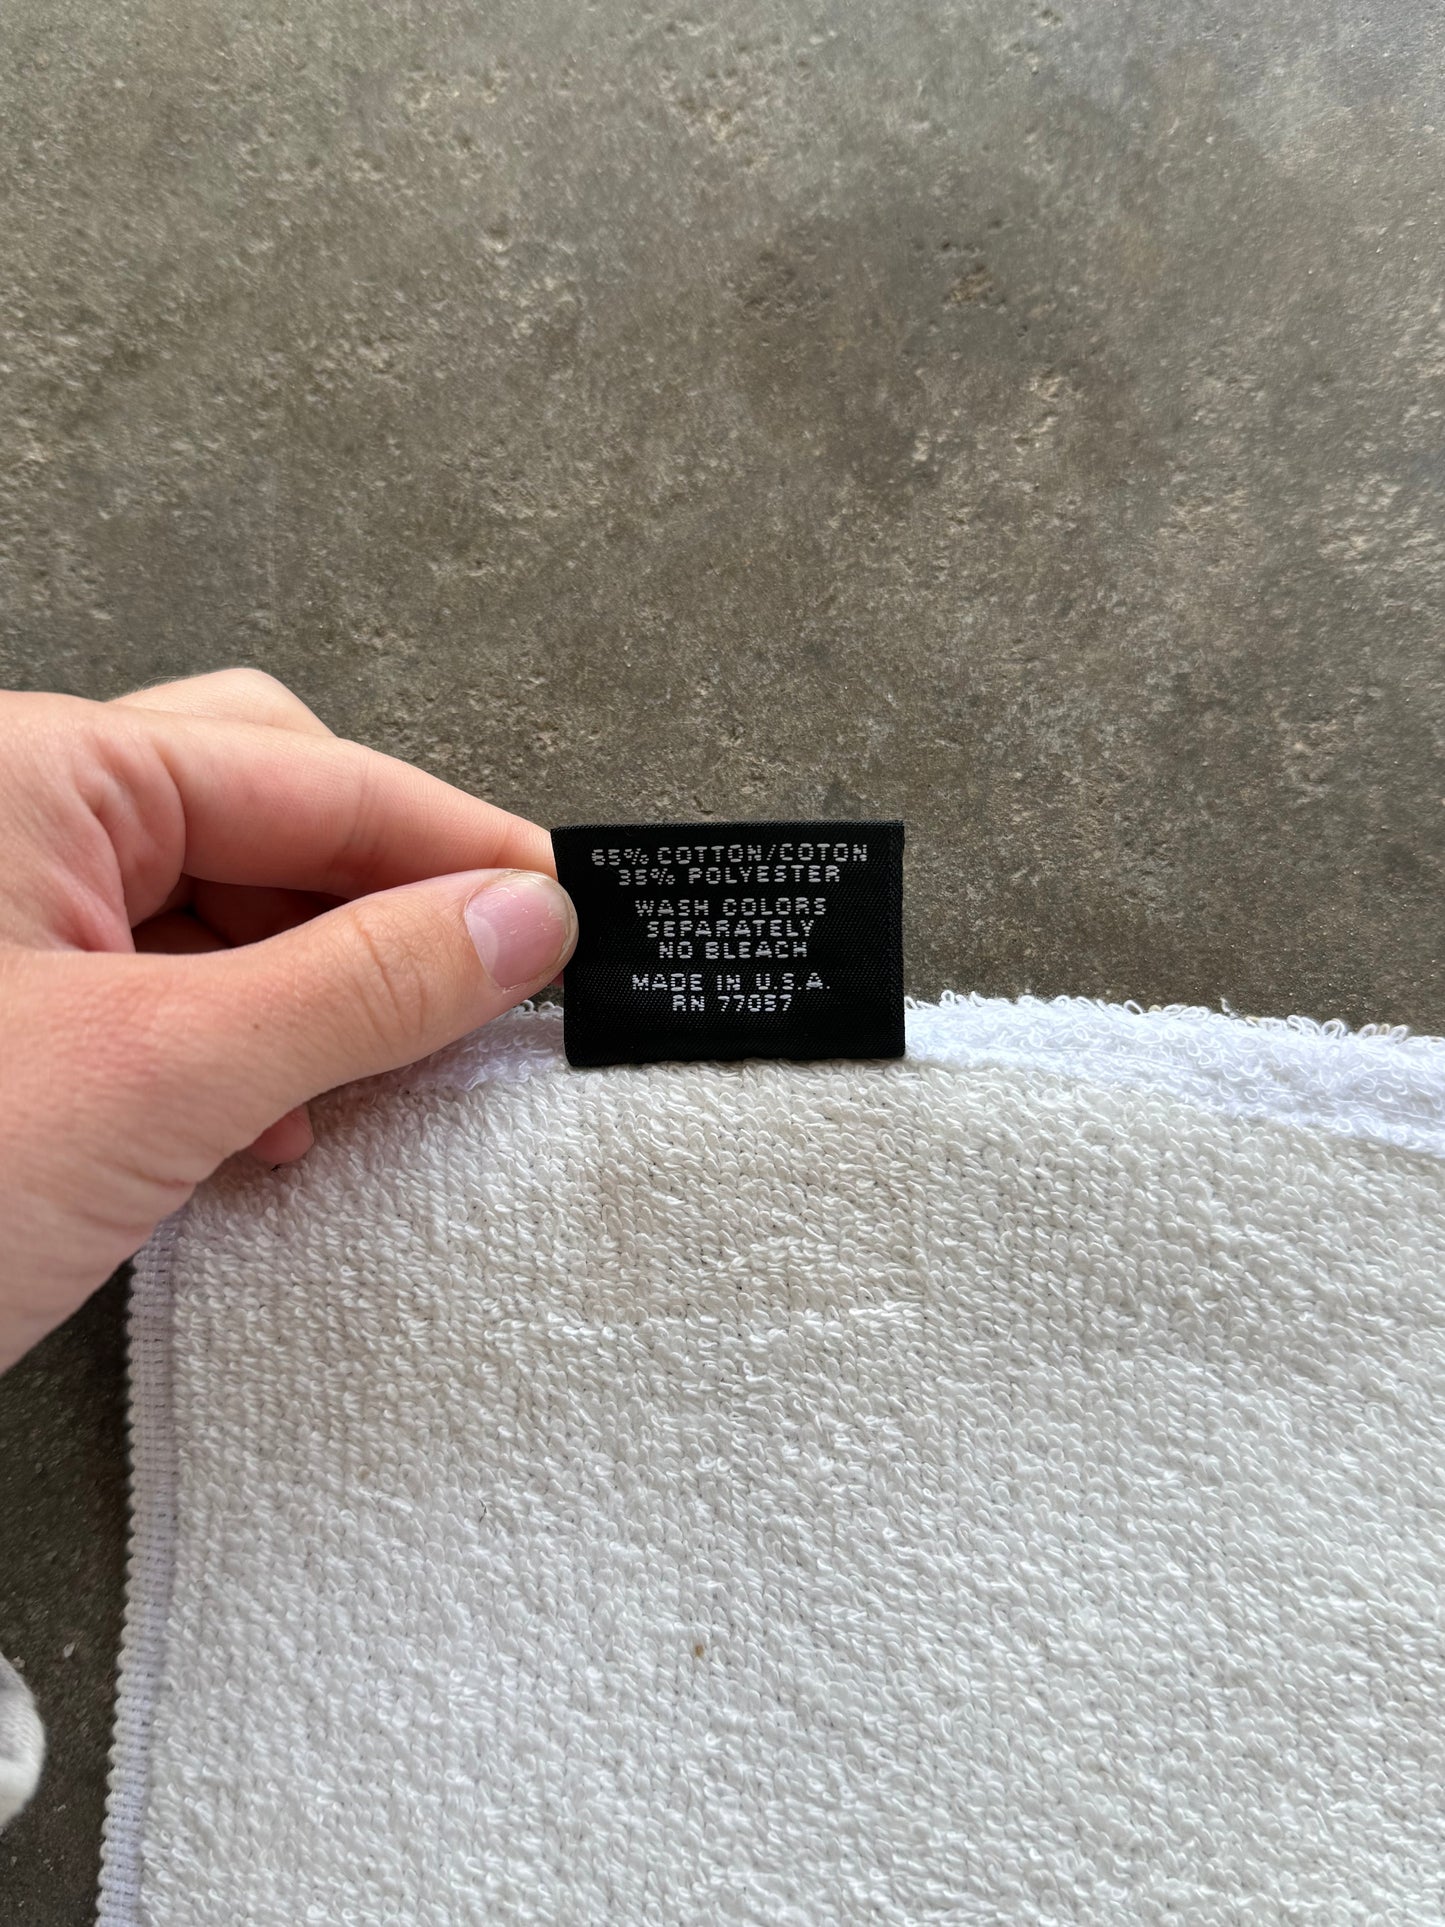 65% COTTON/COTON
35% POLYESTER
WASH COLORS
SEPARATELY
NO BLEACH
MADE IN U.S.A.
RN 77057